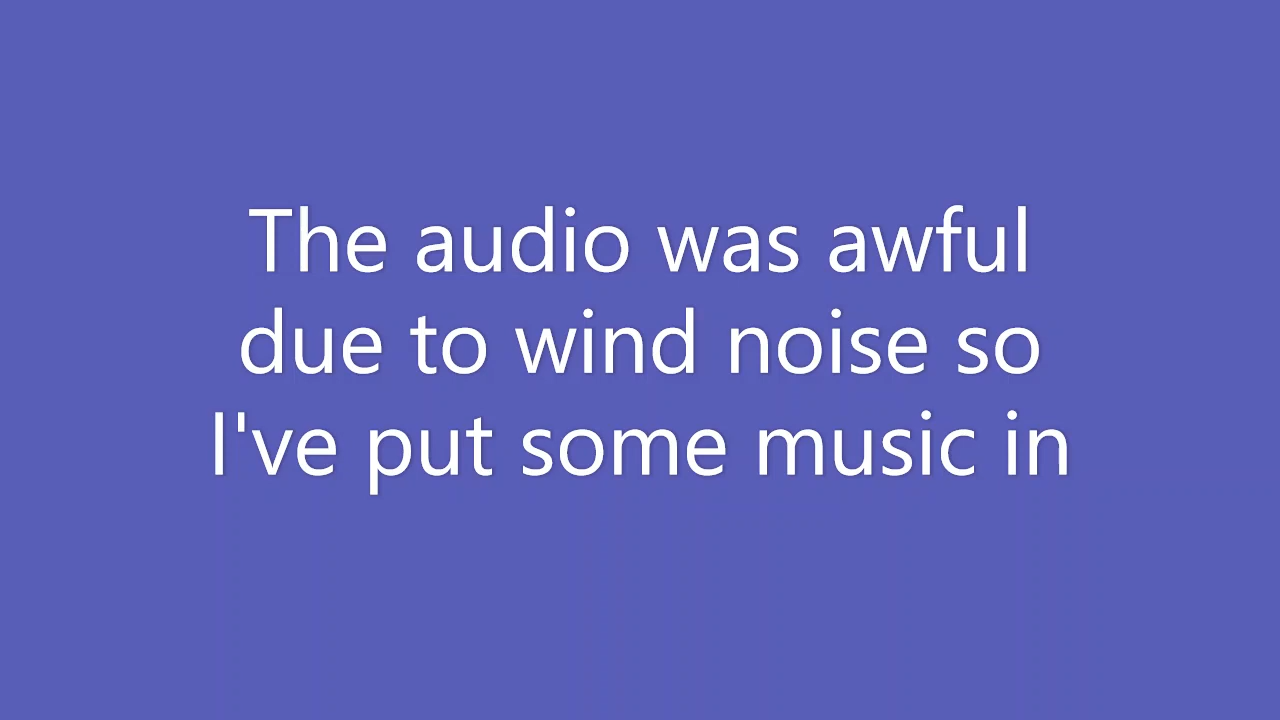 The audio was awful
due to wind noise so
I've put some music in